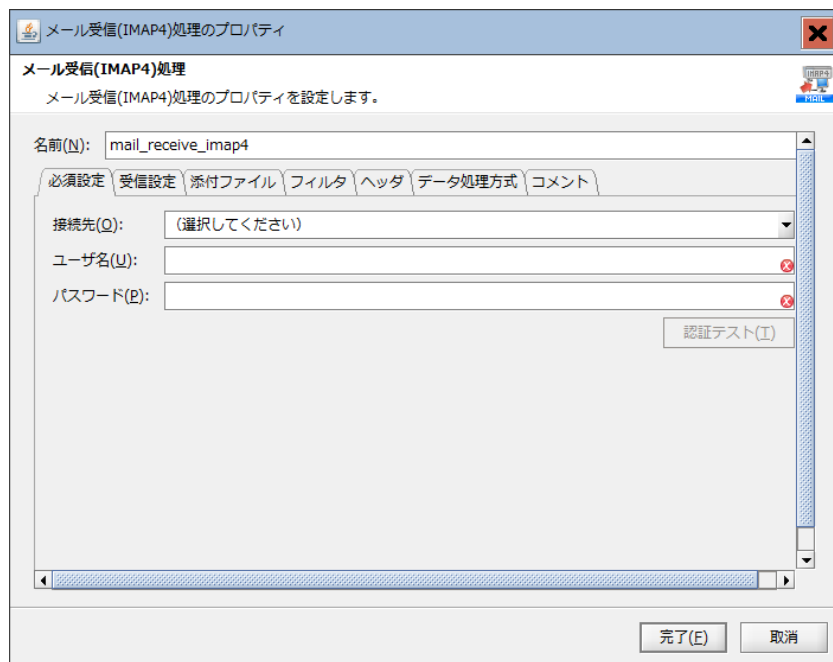 メール受信(IMAP4)処理のプロパティ
メール受信(IMAP4)処理
メール受信(IMAP4)処理のプロパティを設定します。
IMAP4
MAIL
名前(N): mail_receive_imap4
必須設定 受信設定 添付ファイル フィルタ ヘッダ データ処理方式 コメント
接続先(O): (選択してください)
ユーザ名(U):
パスワード(P):
認証テスト(T)
完了(F) 取消